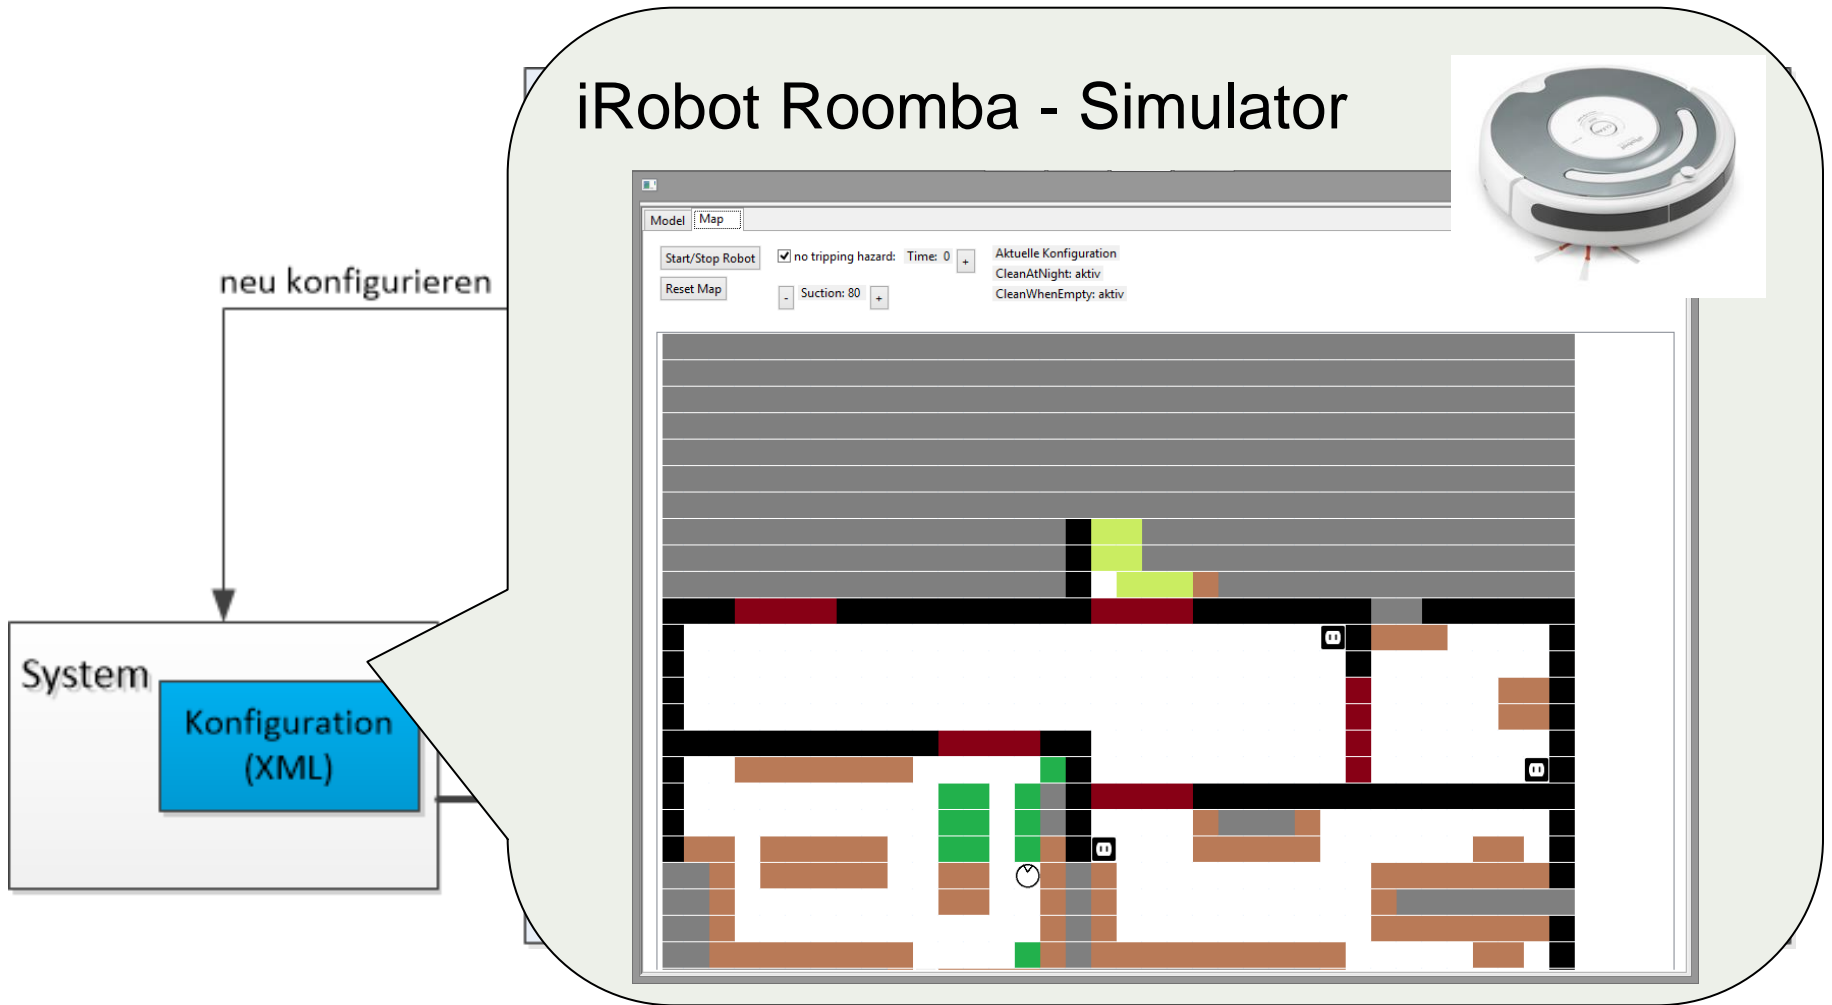 iRobot Roomba - Simulator
Model Map
Start/Stop Robot
no tripping hazard: Time: 0 +
Aktuelle Konfiguration
CleanAtNight: aktiv
Reset Map
- Suction: 80 +
CleanWhenEmpty: aktiv
neu konfigurieren
System
Konfiguration
(XML)